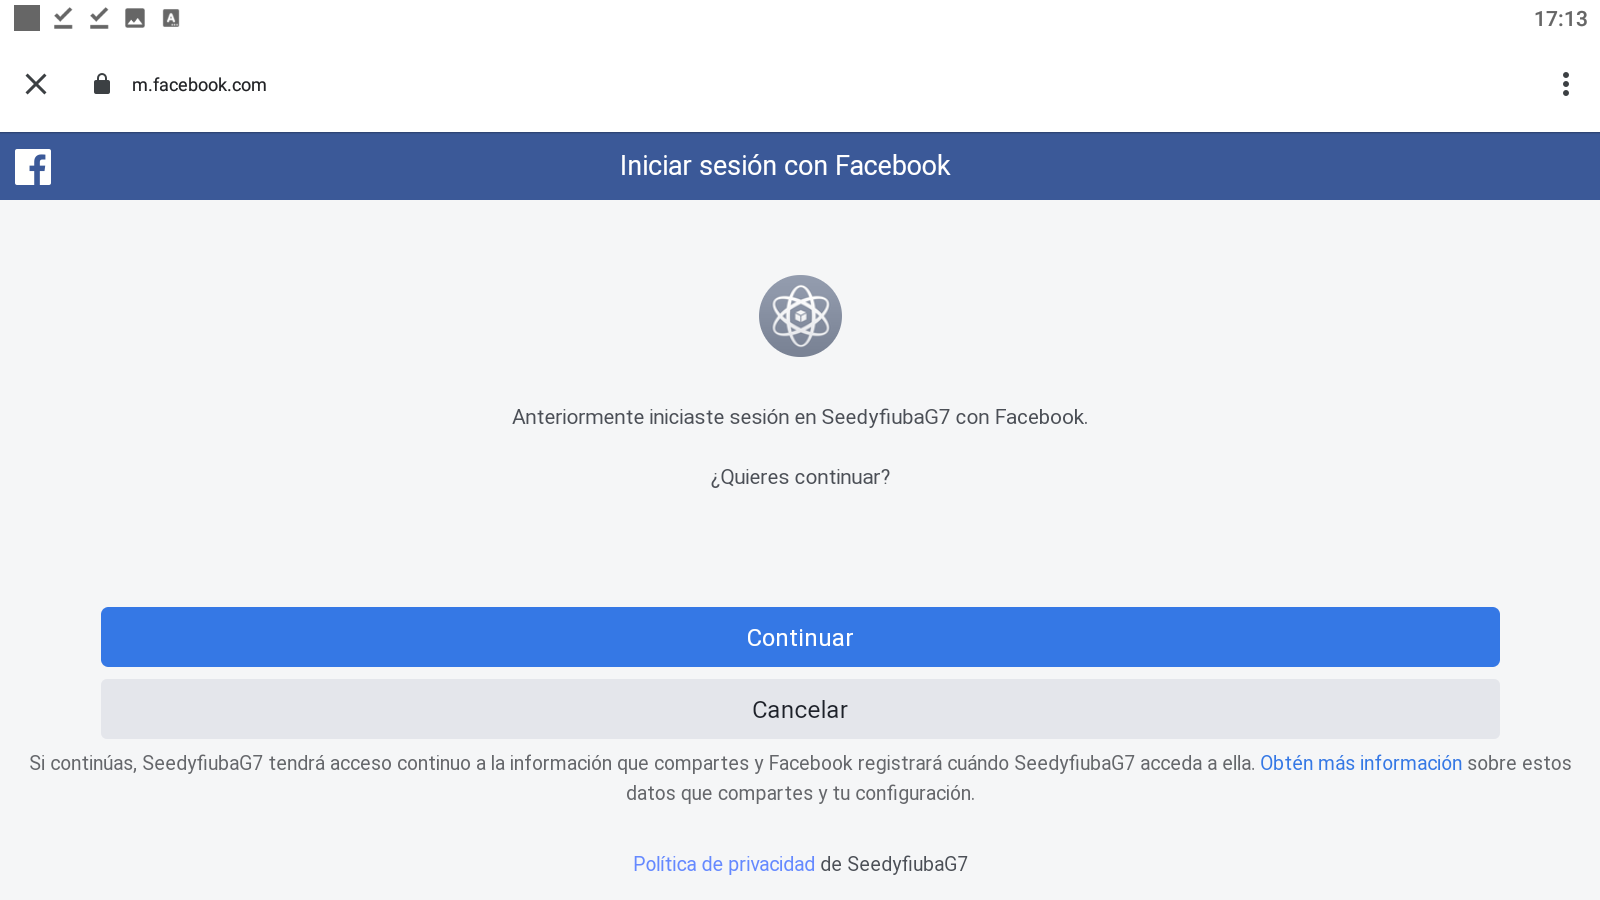 17:13
m.facebook.com
Iniciar sesión con Facebook
Anteriormente iniciaste sesión en SeedyfiubaG7 con Facebook.
¿Quieres continuar?
Continuar
Cancelar
Si continúas, SeedyfiubaG7 tendrá acceso continuo a la información que compartes y Facebook registrará cuándo SeedyfiubaG7 acceda a ella. Obtén más información sobre estos
datos que compartes y tu configuración.
Política de privacidad de SeedyfiubaG7